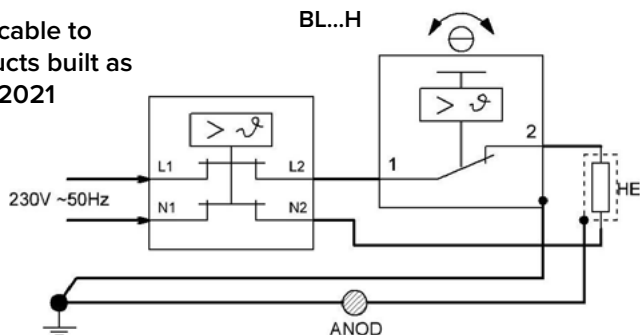 cable to
ucts built as
2021
BL...H
> ϑ
> ϑ
1
2
L1
L2
230V ~50Hz
N1
N2
HE
ANOD